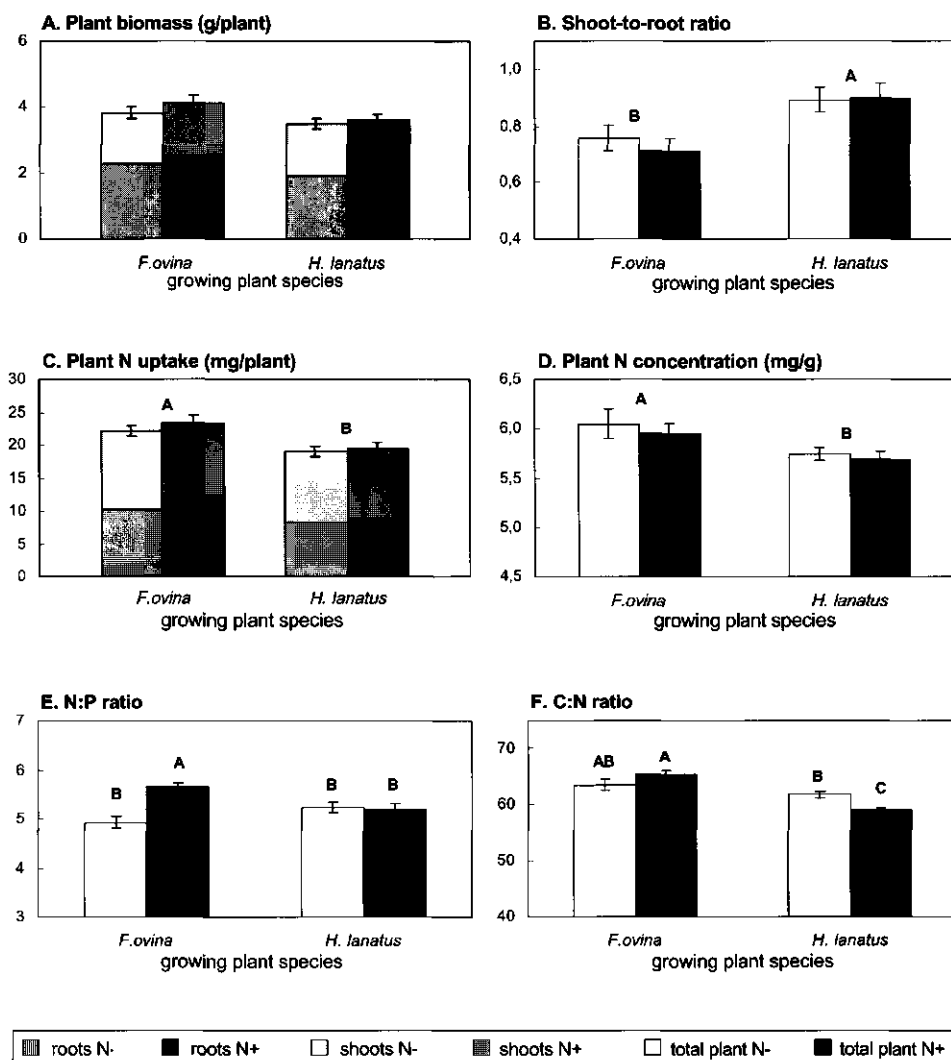 A. Plant biomass (g/plant)
6
4
2
0
F.ovina H. lanatus
growing plant species
B. Shoot-to-root ratio
1,0
0,8
0,6
0,4
B A
F.ovina H. lanatus
growing plant species
C. Plant N uptake (mg/plant)
30
25
20
15
10
5
0
A B
F.ovina H. lanatus
growing plant species
D. Plant N concentration (mg/g)
6,5
6,0
5,5
5,0
4,5
A B
F.ovina H. lanatus
growing plant species
E. N:P ratio
7
6
5
4
3
B A B B
F.ovina H. lanatus
growing plant species
F. C:N ratio
70
60
50
40
AB A B C
F.ovina H. lanatus
growing plant species
roots N- roots N+ shoots N- shoots N+ total plant N- total plant N+